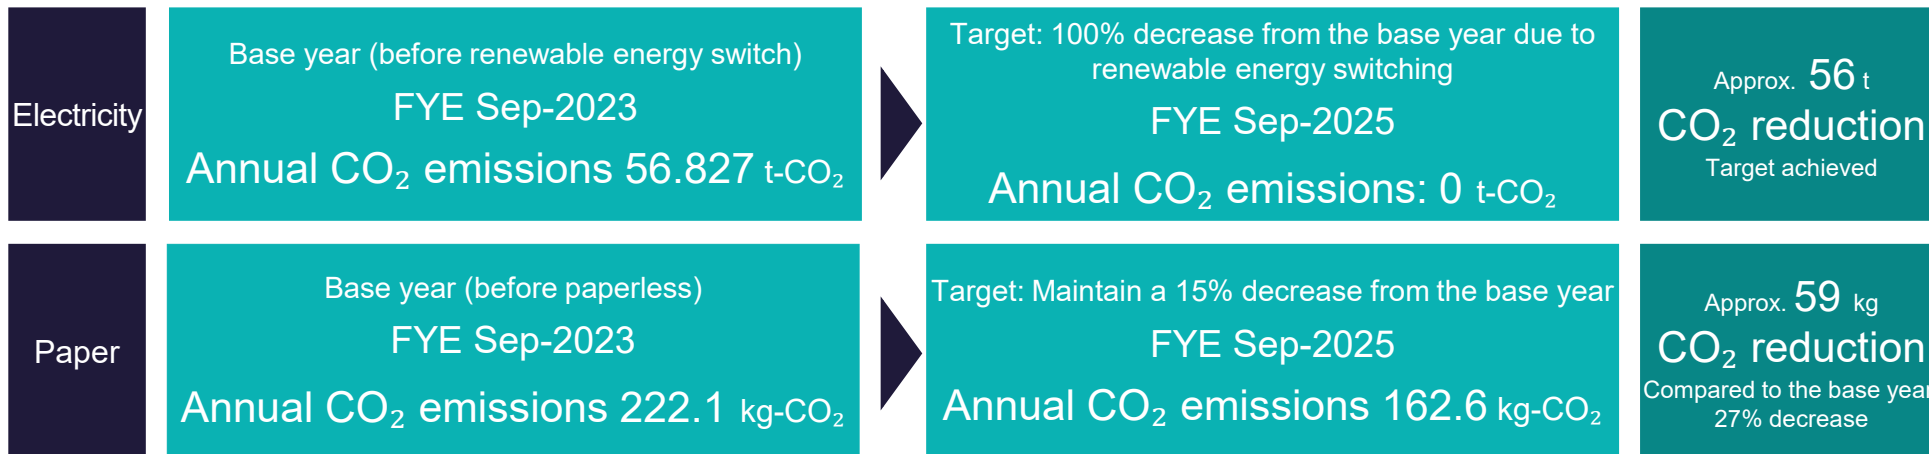 Electricity
Base year (before renewable energy switch)
FYE Sep-2023
Annual CO₂ emissions 56.827 t-CO₂
Target: 100% decrease from the base year due to
renewable energy switching
FYE Sep-2025
Annual CO₂ emissions: 0 t-CO₂
Approx. 56 t
CO₂ reduction
Target achieved
Paper
Base year (before paperless)
FYE Sep-2023
Annual CO₂ emissions 222.1 kg-CO₂
Target: Maintain a 15% decrease from the base year
FYE Sep-2025
Annual CO₂ emissions 162.6 kg-CO₂
Approx. 59 kg
CO₂ reduction
Compared to the base year
27% decrease